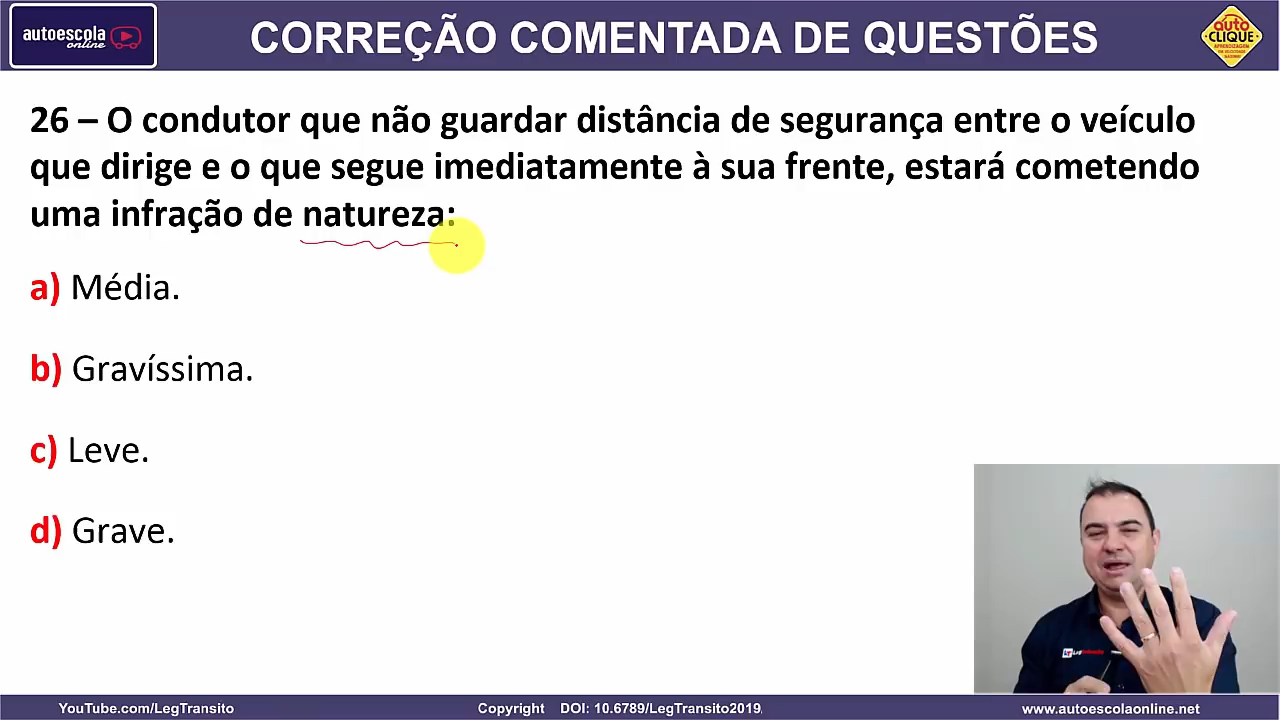 autoescola
online
CORREÇÃO COMENTADA DE QUESTÕES
auto
CLIQUE
26 – O condutor que não guardar distância de segurança entre o veículo
que dirige e o que segue imediatamente à sua frente, estará cometendo
uma infração de natureza:
a) Média.
b) Gravíssima.
c) Leve.
d) Grave.
YouTube.com/LegTransito
Copyright DOI: 10.6789/LegTransito2019
www.autoescolaonline.net